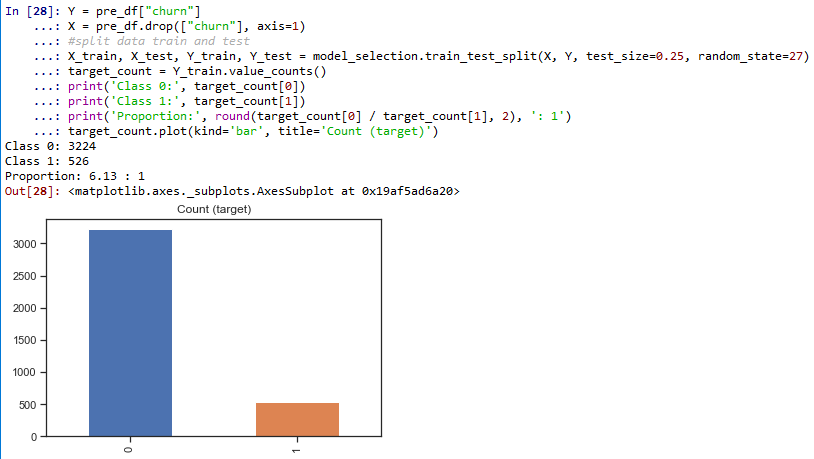 In [28]: Y = pre_df["churn"]
...: X = pre_df.drop(["churn"], axis=1)
...: #split data train and test
...: X_train, X_test, Y_train, Y_test = model_selection.train_test_split(X, Y, test_size=0.25, random_state=27)
...: target_count = Y_train.value_counts()
...: print('Class 0:', target_count[0])
...: print('Class 1:', target_count[1])
...: print('Proportion:', round(target_count[0] / target_count[1], 2), ': 1')
...: target_count.plot(kind='bar', title='Count (target)')
Class 0: 3224
Class 1: 526
Proportion: 6.13 : 1
Out[28]: <matplotlib.axes._subplots.AxesSubplot at 0x19af5ad6a20>
Count (target)
3000
2500
2000
1500
1000
500
0
0
1